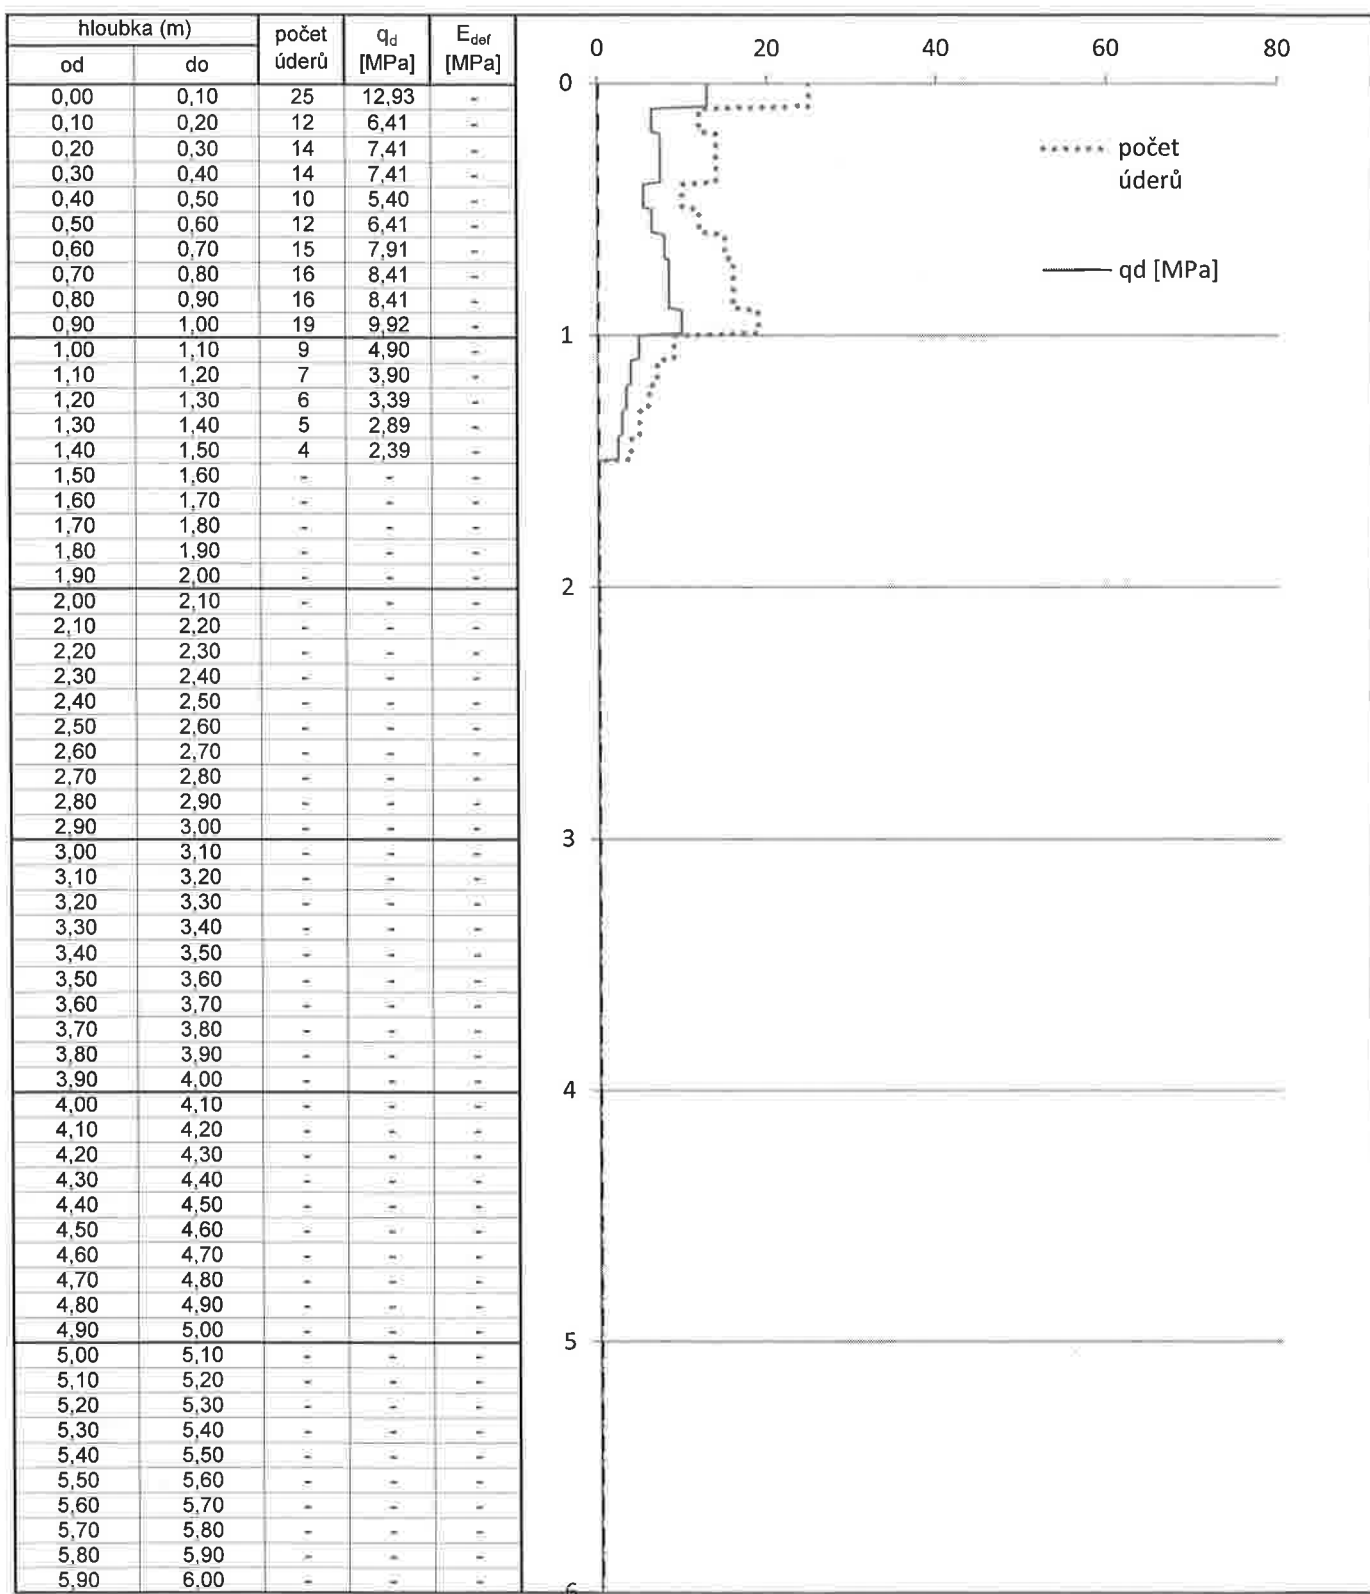 hloubka (m) počet úderů q_d [MPa] E_def [MPa]
od do
0,00 0,10 25 12,93 -
0,10 0,20 12 6,41 -
0,20 0,30 14 7,41 -
0,30 0,40 14 7,41 -
0,40 0,50 10 5,40 -
0,50 0,60 12 6,41 -
0,60 0,70 15 7,91 -
0,70 0,80 16 8,41 -
0,80 0,90 16 8,41 -
0,90 1,00 19 9,92 -
1,00 1,10 9 4,90 -
1,10 1,20 7 3,90 -
1,20 1,30 6 3,39 -
1,30 1,40 5 2,89 -
1,40 1,50 4 2,39 -
1,50 1,60 - - -
1,60 1,70 - - -
1,70 1,80 - - -
1,80 1,90 - - -
1,90 2,00 - - -
2,00 2,10 - - -
2,10 2,20 - - -
2,20 2,30 - - -
2,30 2,40 - - -
2,40 2,50 - - -
2,50 2,60 - - -
2,60 2,70 - - -
2,70 2,80 - - -
2,80 2,90 - - -
2,90 3,00 - - -
3,00 3,10 - - -
3,10 3,20 - - -
3,20 3,30 - - -
3,30 3,40 - - -
3,40 3,50 - - -
3,50 3,60 - - -
3,60 3,70 - - -
3,70 3,80 - - -
3,80 3,90 - - -
3,90 4,00 - - -
4,00 4,10 - - -
4,10 4,20 - - -
4,20 4,30 - - -
4,30 4,40 - - -
4,40 4,50 - - -
4,50 4,60 - - -
4,60 4,70 - - -
4,70 4,80 - - -
4,80 4,90 - - -
4,90 5,00 - - -
5,00 5,10 - - -
5,10 5,20 - - -
5,20 5,30 - - -
5,30 5,40 - - -
5,40 5,50 - - -
5,50 5,60 - - -
5,60 5,70 - - -
5,70 5,80 - - -
5,80 5,90 - - -
5,90 6,00 - - -
0 20 40 60 80
0
počet
úderů
qd [MPa]
1
2
3
4
5
6